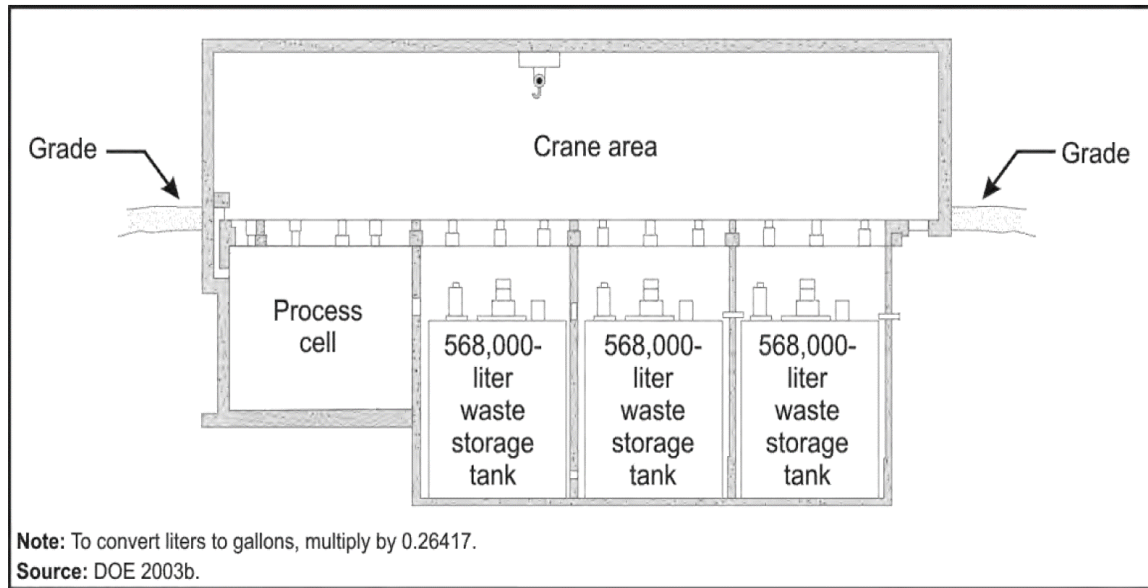 Crane area
Grade
Grade
Process
cell
568,000-
liter
waste
storage
tank
568,000-
liter
waste
storage
tank
568,000-
liter
waste
storage
tank
Note: To convert liters to gallons, multiply by 0.26417.
Source: DOE 2003b.